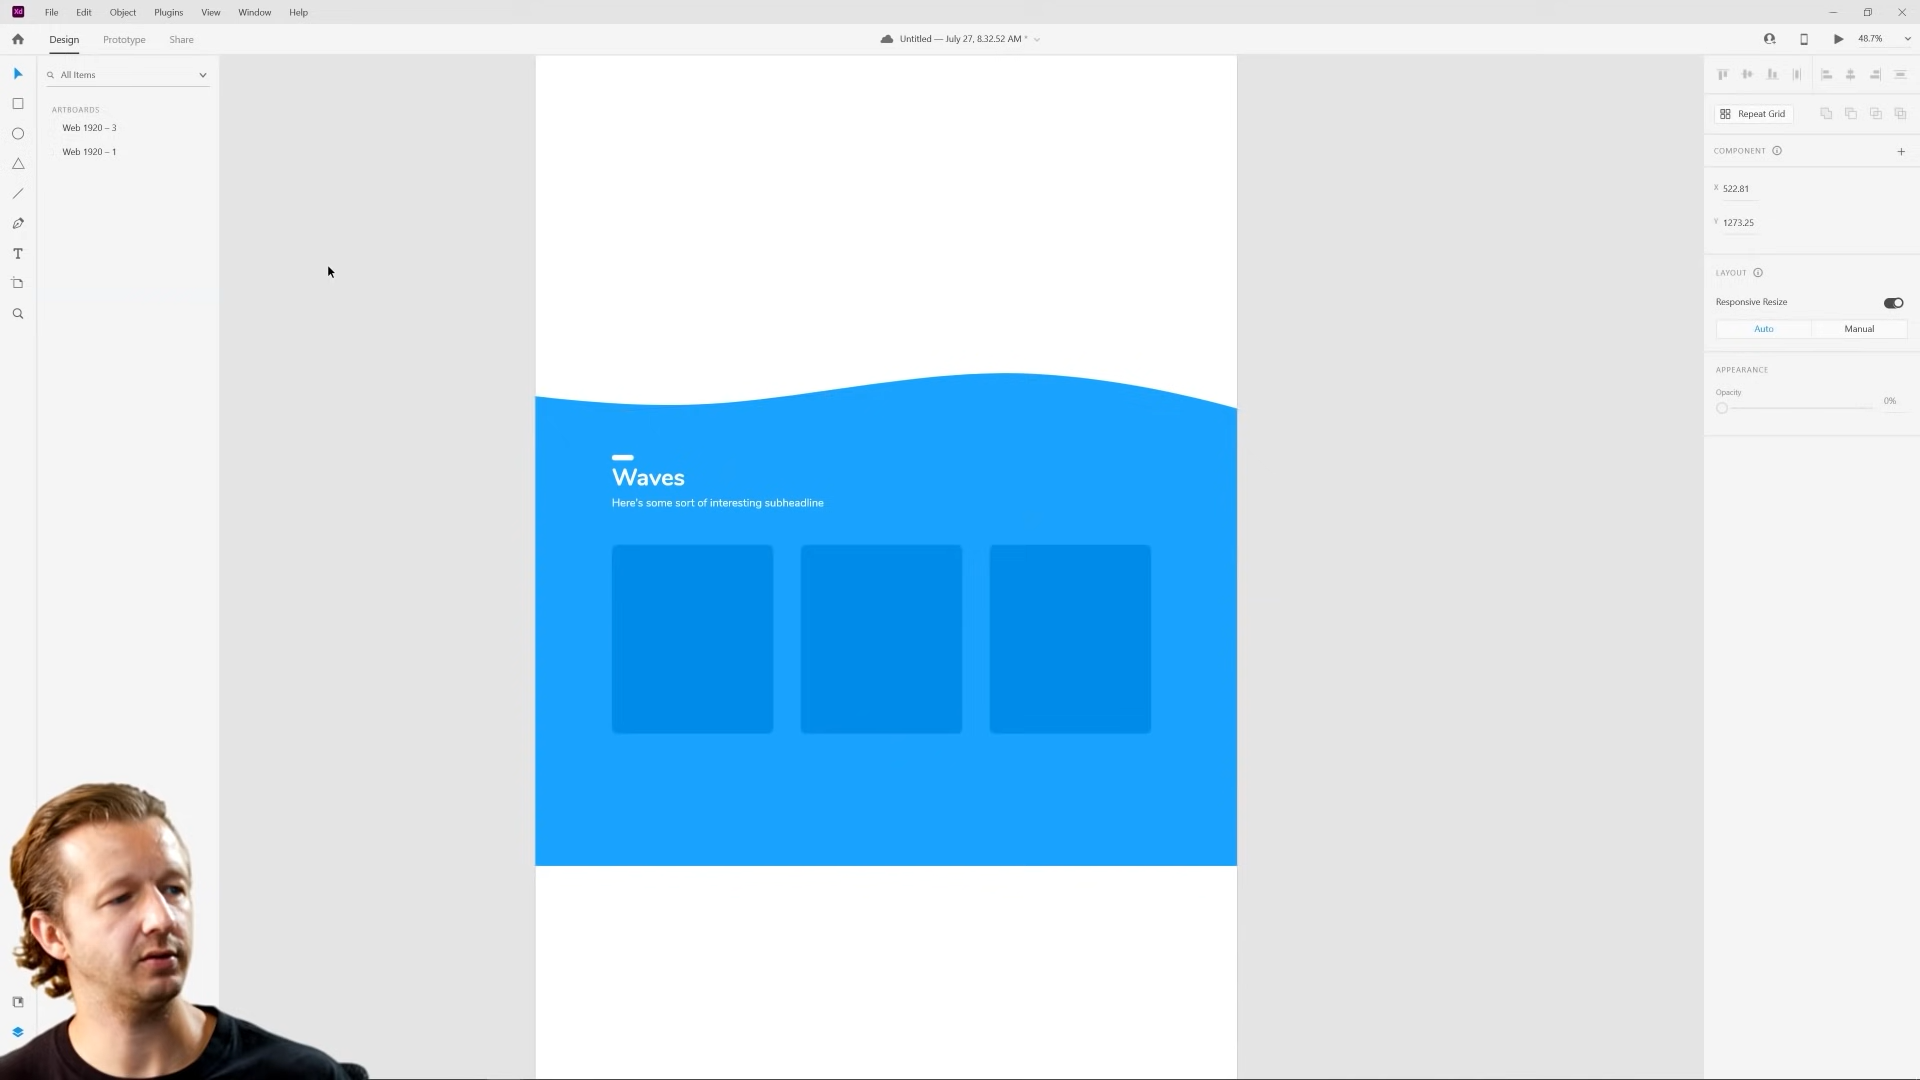 Xd File Edit Object Plugins View Window Help
Design Prototype Share Untitled — July 27, 8.32.52 AM * 48.7%
All Items
ARTBOARDS
Web 1920 – 3
Web 1920 – 1
T
Waves
Here's some sort of interesting subheadline
Repeat Grid
COMPONENT
X 522.81
Y 1273.25
LAYOUT
Responsive Resize
Auto Manual
APPEARANCE
Opacity
0%